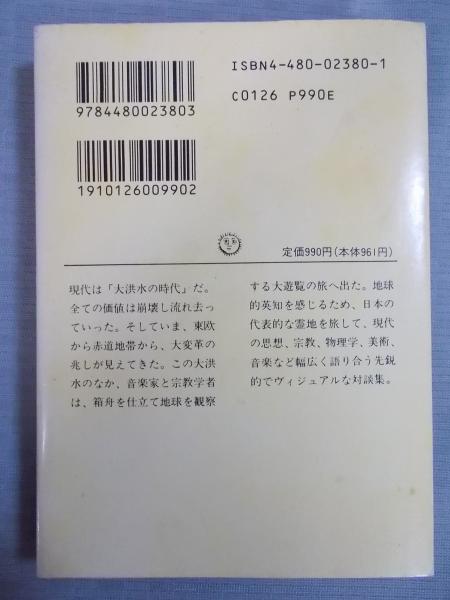 ISBN4-480-02380-1
C0126 P990E
9784480023803
1910126009902
定価990円(本体961円)
現代は「大洪水の時代」だ。
全ての価値は崩壊し流れ去っ
ていった。そしていま、東欧
から赤道地帯から、大変革の
兆しが見えてきた。この大洪
水のなか、音楽家と宗教学者
は、箱舟を仕立て地球を観察
する大遊覧の旅へ出た。地球
的英知を感じるため、日本の
代表的な霊地を旅して、現代
の思想、宗教、物理学、美術、
音楽など幅広く語り合う先鋭
的でヴィジュアルな対談集。